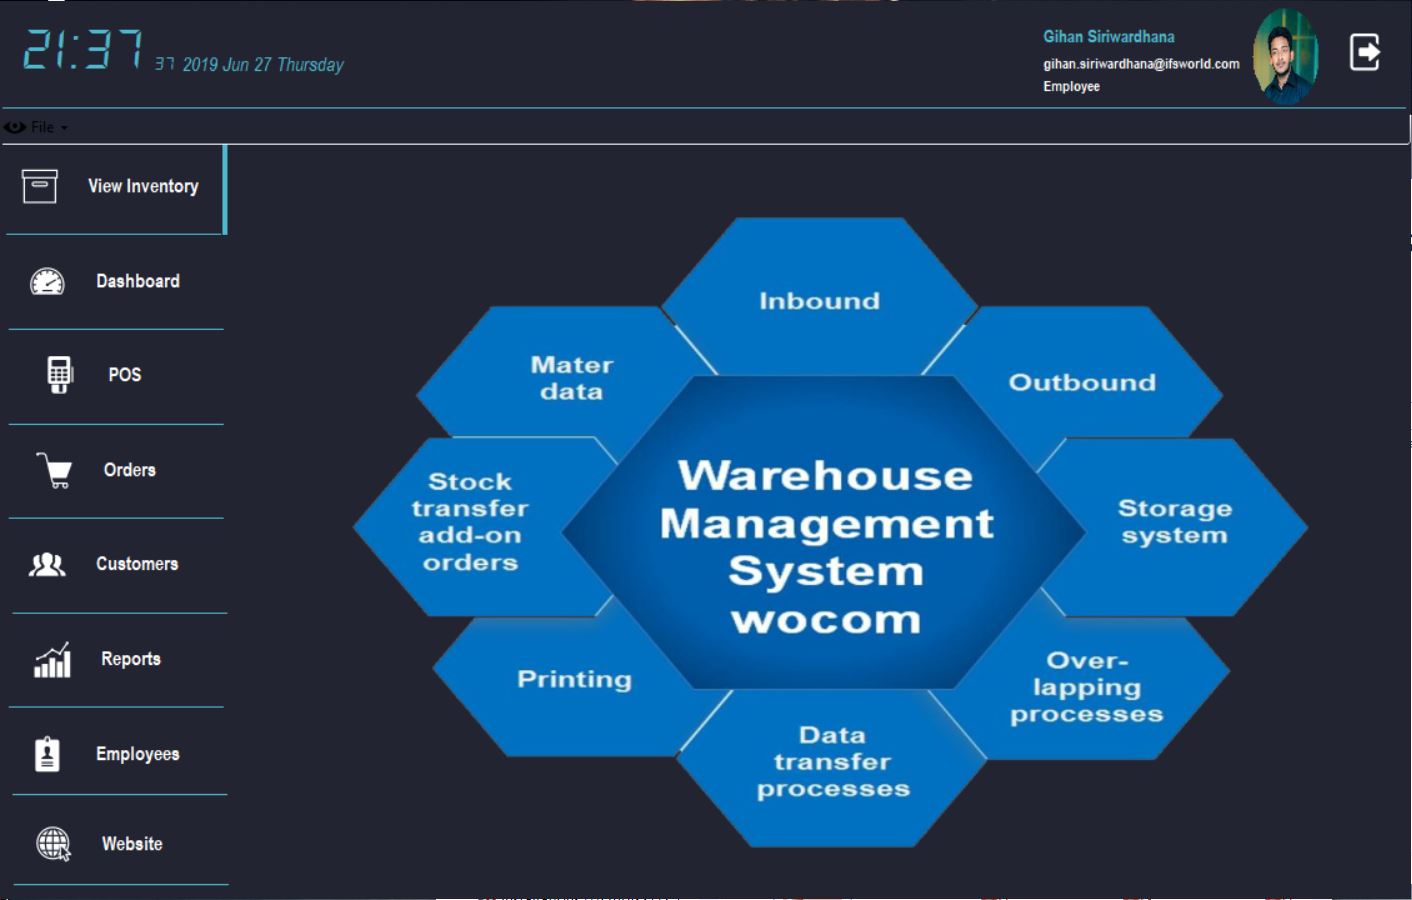 21:37 37 2019 Jun 27 Thursday
Gihan Siriwardhana
gihan.siriwardhana@ifsworld.com
Employee
File
View Inventory
Dashboard
POS
Orders
Customers
Reports
Employees
Website
Inbound
Mater
data
Outbound
Stock
transfer
add-on
orders
Warehouse
Management
System
wocom
Storage
system
Printing
Over-
lapping
processes
Data
transfer
processes